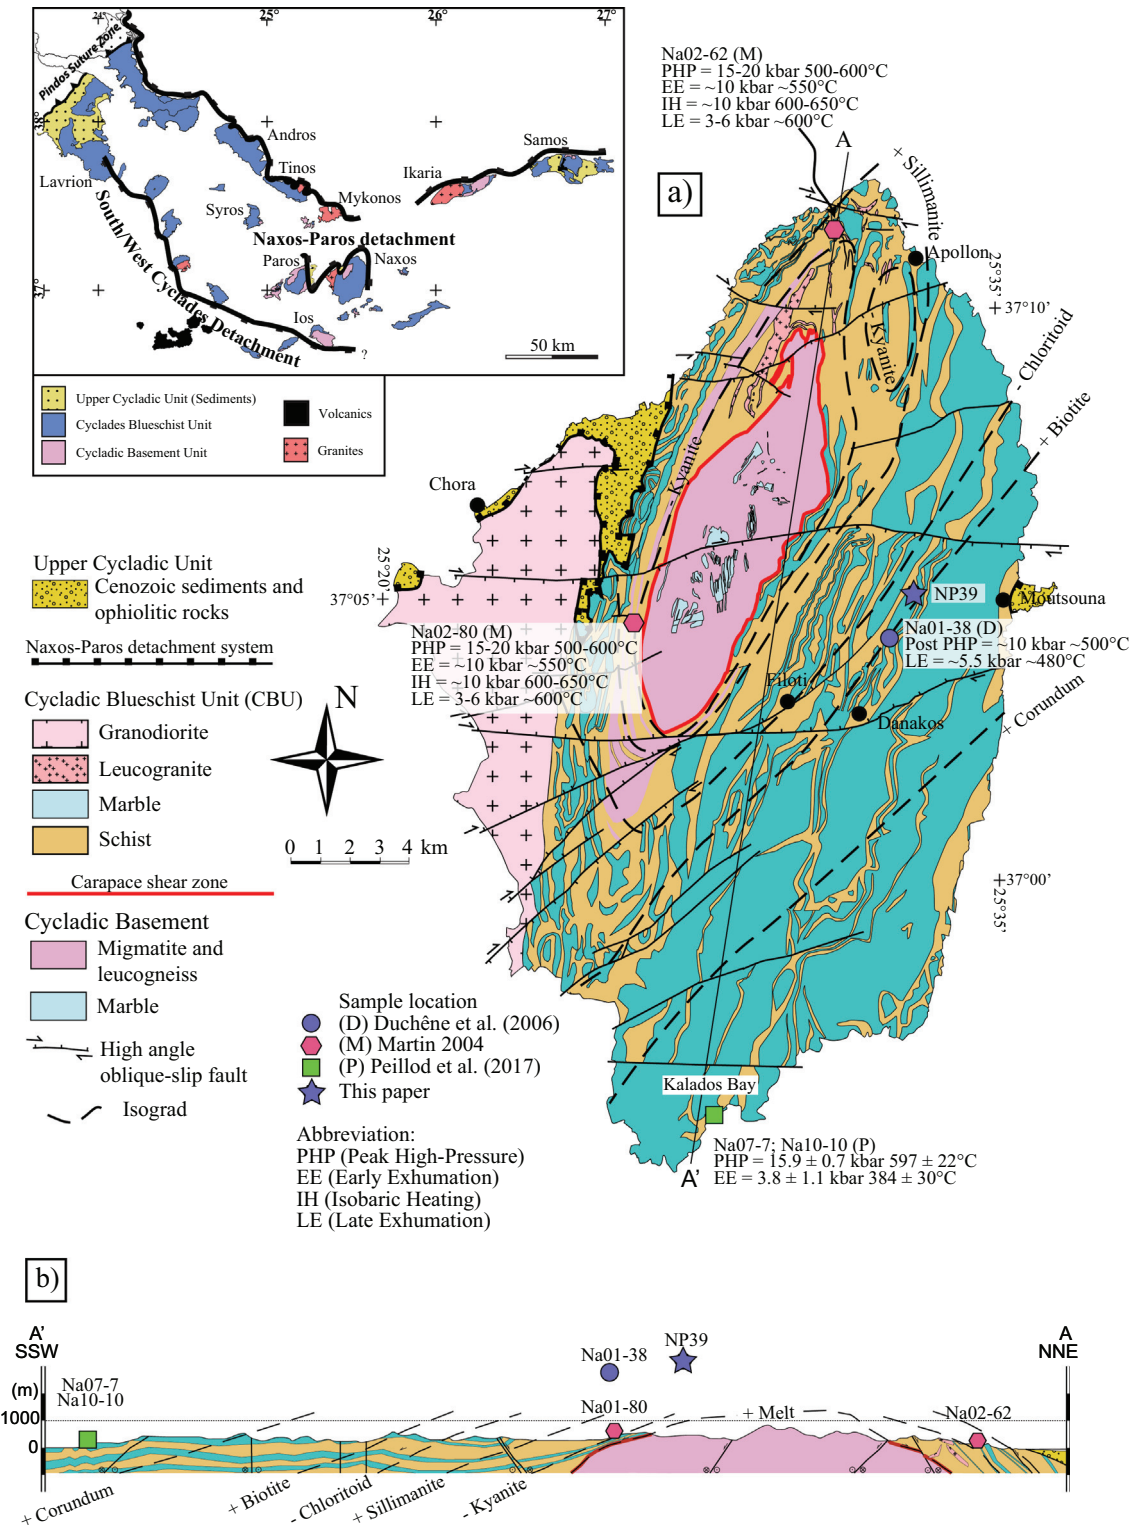 24°
25°
26°
27°
Pindos Suture Zone
38°
Andros
Tinos
Mykonos
Samos
Ikaria
Lavrion
Syros
South/West Cyclades Detachment
Naxos-Paros detachment
Paros
Naxos
37°
Ios
?
50 km
Upper Cycladic Unit (Sediments)
Cyclades Blueschist Unit
Cycladic Basement Unit
Volcanics
Granites
Na02-62 (M)
PHP = 15-20 kbar 500-600°C
EE = ~10 kbar ~550°C
IH = ~10 kbar 600-650°C
LE = 3-6 kbar ~600°C
a)
A
+ Sillimanite
Apollon
25°35'
37°10'
- Kyanite
- Chloritoid
+ Biotite
- Kyanite
Chora
25°20'
37°05'
NP39
Moutsouna
Na02-80 (M)
PHP = 15-20 kbar 500-600°C
EE = ~10 kbar ~550°C
IH = ~10 kbar 600-650°C
LE = 3-6 kbar ~600°C
Na01-38 (D)
Post PHP = ~10 kbar ~500°C
LE = ~5.5 kbar ~480°C
Filoti
Danakos
+ Corundum
37°00'
25°35'
Upper Cycladic Unit
Cenozoic sediments and
ophiolitic rocks
Naxos-Paros detachment system
Cycladic Blueschist Unit (CBU)
Granodiorite
Leucogranite
Marble
Schist
Carapace shear zone
Cycladic Basement
Migmatite and
leucogneiss
Marble
High angle
oblique-slip fault
Isograd
N
0 1 2 3 4 km
Sample location
(D) Duchêne et al. (2006)
(M) Martin 2004
(P) Peillod et al. (2017)
This paper
Abbreviation:
PHP (Peak High-Pressure)
EE (Early Exhumation)
IH (Isobaric Heating)
LE (Late Exhumation)
Kalados Bay
Na07-7; Na10-10 (P)
PHP = 15.9 ± 0.7 kbar 597 ± 22°C
EE = 3.8 ± 1.1 kbar 384 ± 30°C
A'
b)
A'
SSW
A
NNE
(m)
1000
0
Na07-7
Na10-10
Na01-38
NP39
Na01-80
+ Melt
Na02-62
+ Corundum
+ Biotite
- Chloritoid
+ Sillimanite
- Kyanite